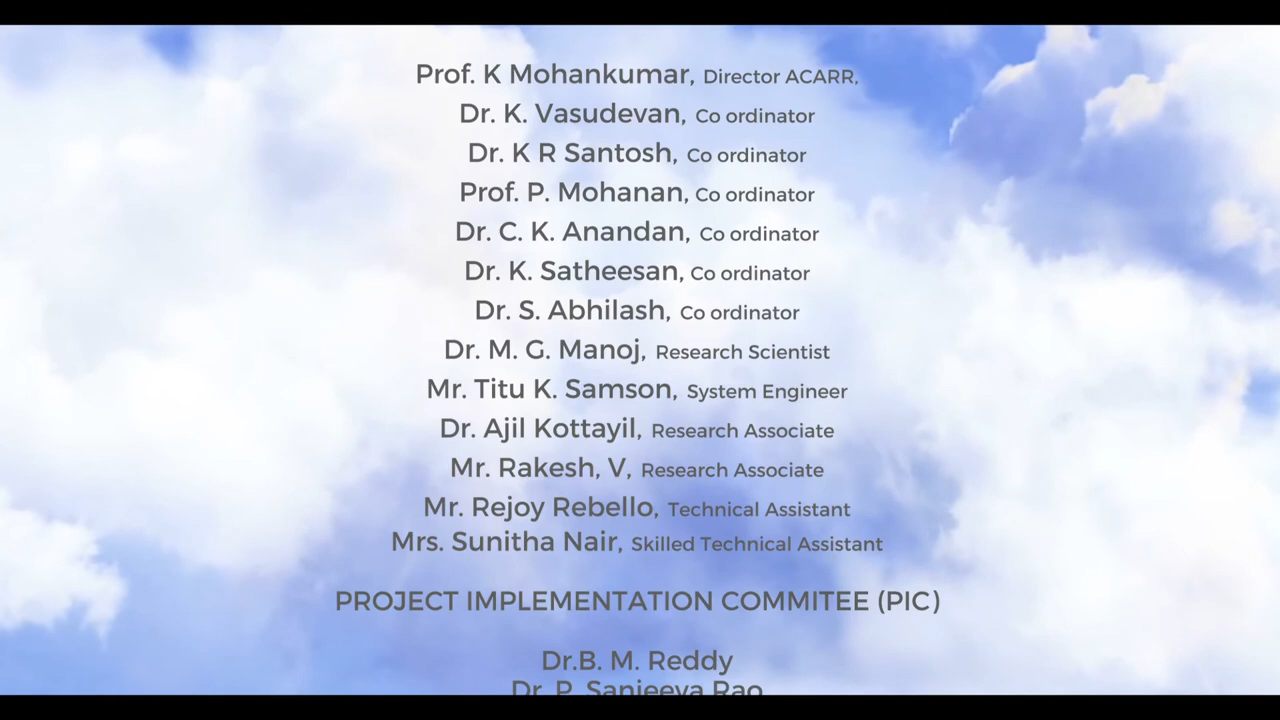 Prof. K Mohankumar, Director ACARR,
Dr. K. Vasudevan, Co ordinator
Dr. K R Santosh, Co ordinator
Prof. P. Mohanan, Co ordinator
Dr. C. K. Anandan, Co ordinator
Dr. K. Satheesan, Co ordinator
Dr. S. Abhilash, Co ordinator
Dr. M. G. Manoj, Research Scientist
Mr. Titu K. Samson, System Engineer
Dr. Ajil Kottayil, Research Associate
Mr. Rakesh, V, Research Associate
Mr. Rejoy Rebello, Technical Assistant
Mrs. Sunitha Nair, Skilled Technical Assistant
PROJECT IMPLEMENTATION COMMITEE (PIC)
Dr.B. M. Reddy
Dr. P. Sanjeeva Rao